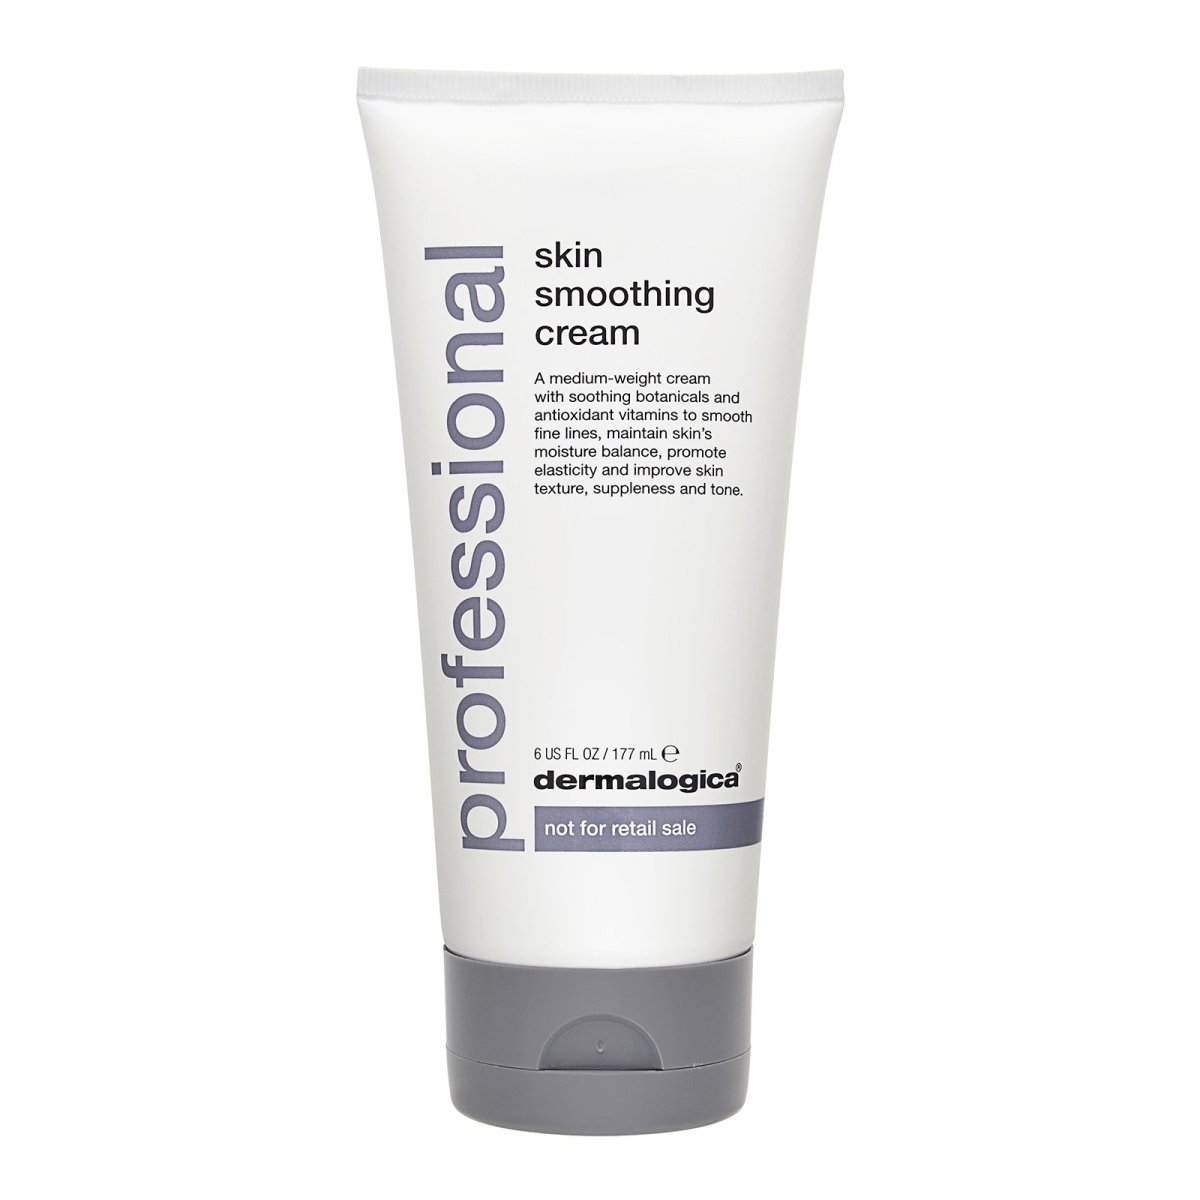 professional
skin
smoothing
cream
A medium-weight cream
with soothing botanicals and
antioxidant vitamins to smooth
fine lines, maintain skin's
moisture balance, promote
elasticity and improve skin
texture, suppleness and tone.
6 US FL OZ / 177 mL ℮
dermalogica®
not for retail sale